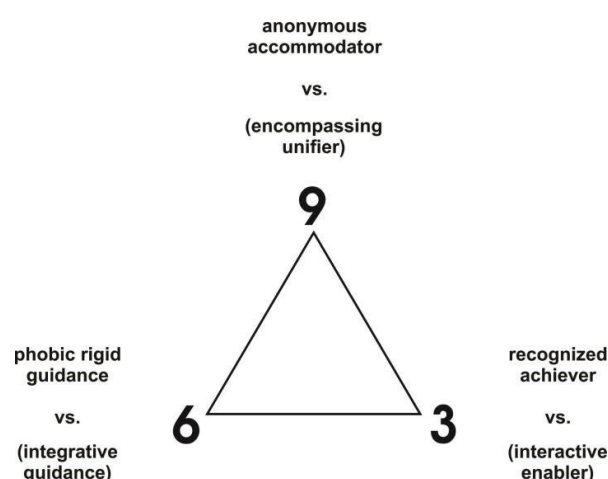 anonymous
accommodator
vs.
(encompassing
unifier)
9
phobic rigid
guidance
vs.
(integrative
guidance)
6
3
recognized
achiever
vs.
(interactive
enabler)